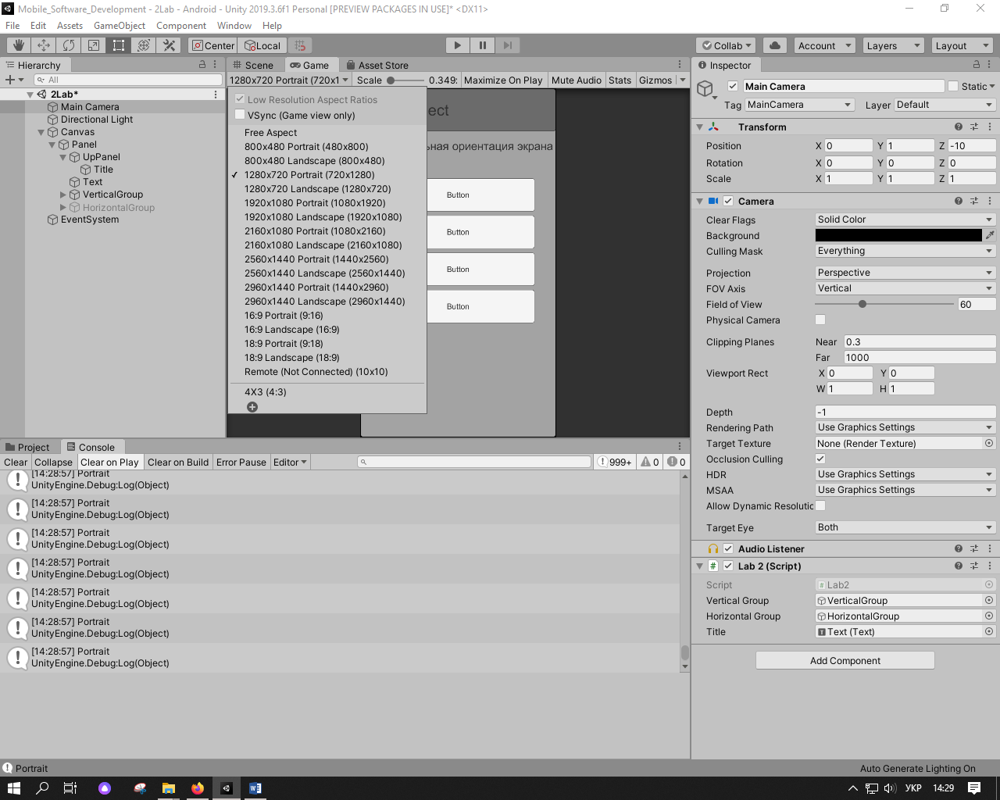 Mobile_Software_Development - 2Lab - Android - Unity 2019.3.6f1 Personal [PREVIEW PACKAGES IN USE]* <DX11>
File Edit Assets GameObject Component Window Help
Center Local Collab Account Layers Layout
Hierarchy
All
2Lab*
Main Camera
Directional Light
Canvas
Panel
UpPanel
Title
Text
VerticalGroup
HorizontalGroup
EventSystem
Scene Game Asset Store
1280x720 Portrait (720x1 Scale 0.349: Maximize On Play Mute Audio Stats Gizmos
Low Resolution Aspect Ratios
VSync (Game view only)
Free Aspect
800x480 Portrait (480x800)
800x480 Landscape (800x480)
1280x720 Portrait (720x1280)
1280x720 Landscape (1280x720)
1920x1080 Portrait (1080x1920)
1920x1080 Landscape (1920x1080)
2160x1080 Portrait (1080x2160)
2160x1080 Landscape (2160x1080)
2560x1440 Portrait (1440x2560)
2560x1440 Landscape (2560x1440)
2960x1440 Portrait (1440x2960)
2960x1440 Landscape (2960x1440)
16:9 Portrait (9:16)
16:9 Landscape (16:9)
18:9 Portrait (9:18)
18:9 Landscape (18:9)
Remote (Not Connected) (10x10)
4X3 (4:3)
ect
ьная ориентация экрана
Button
Button
Button
Button
Inspector
Main Camera Static
Tag MainCamera Layer Default
Transform
Position X 0 Y 1 Z -10
Rotation X 0 Y 0 Z 0
Scale X 1 Y 1 Z 1
Camera
Clear Flags Solid Color
Background
Culling Mask Everything
Projection Perspective
FOV Axis Vertical
Field of View 60
Physical Camera
Clipping Planes Near 0.3
Far 1000
Viewport Rect X 0 Y 0
W 1 H 1
Depth -1
Rendering Path Use Graphics Settings
Target Texture None (Render Texture)
Occlusion Culling
HDR Use Graphics Settings
MSAA Use Graphics Settings
Allow Dynamic Resolutic
Target Eye Both
Audio Listener
Lab 2 (Script)
Script Lab2
Vertical Group VerticalGroup
Horizontal Group HorizontalGroup
Title Text (Text)
Add Component
Project Console
Clear Collapse Clear on Play Clear on Build Error Pause Editor 999+ 0 0
[14:28:57] Portrait
UnityEngine.Debug:Log(Object)
[14:28:57] Portrait
UnityEngine.Debug:Log(Object)
[14:28:57] Portrait
UnityEngine.Debug:Log(Object)
[14:28:57] Portrait
UnityEngine.Debug:Log(Object)
[14:28:57] Portrait
UnityEngine.Debug:Log(Object)
[14:28:57] Portrait
UnityEngine.Debug:Log(Object)
[14:28:57] Portrait
UnityEngine.Debug:Log(Object)
Portrait
Auto Generate Lighting On
УКР 14:29